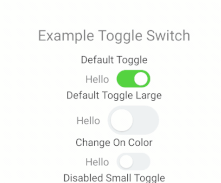 Example Toggle Switch
Default Toggle
Hello
Default Toggle Large
Hello
Change On Color
Hello
Disabled Small Toggle